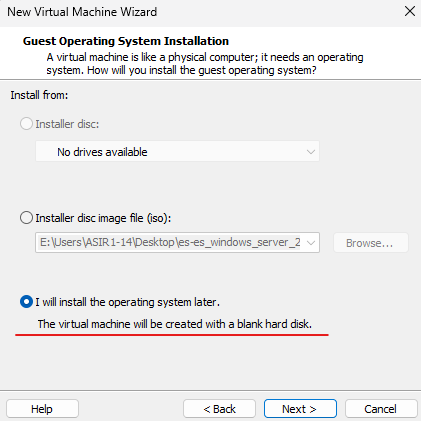 New Virtual Machine Wizard
Guest Operating System Installation
A virtual machine is like a physical computer; it needs an operating
system. How will you install the guest operating system?
Install from:
Installer disc:
No drives available
Installer disc image file (iso):
E:\Users\ASIR1-14\Desktop\es-es_windows_server_2
Browse...
I will install the operating system later.
The virtual machine will be created with a blank hard disk.
Help
< Back
Next >
Cancel